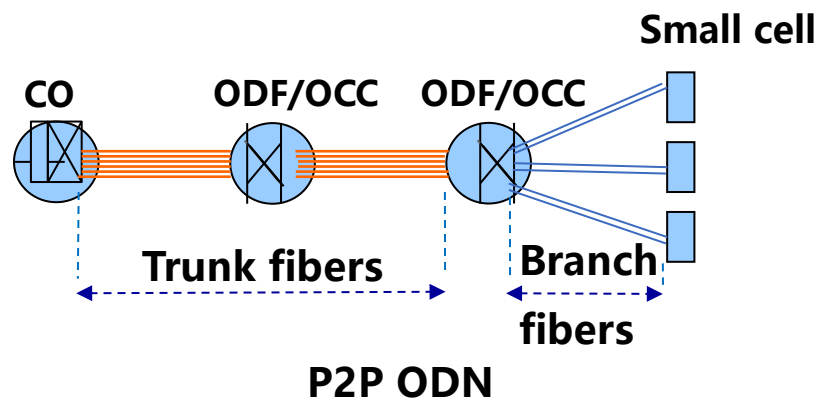 Small cell
CO
ODF/OCC
ODF/OCC
Trunk fibers
Branch
fibers
P2P ODN